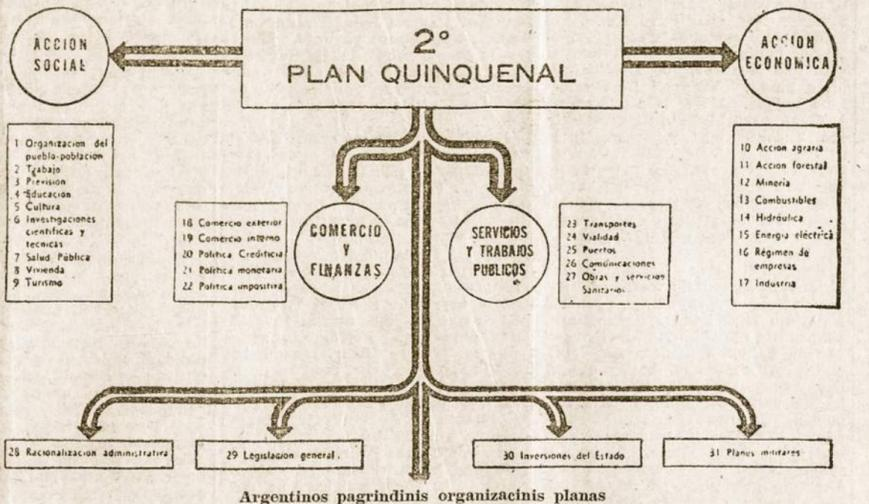 2°
PLAN QUINQUENAL
ACCION
SOCIAL
ACCION
ECONOMICA
1 Organizacion del
pueblo-poblacion
2 Trabajo
3 Prevision
4 Educación
5 Cultura
6 Investigaciones
cientificas y
tecnicas
7 Salud Pública
8 Vivienda
9 Turismo
18 Comercio exterior
19 Comercio interno
20 Politica Crediticia
21 Politica monetaria
22 Politica impositiva
COMERCIO
Y
FINANZAS
SERVICIOS
Y TRABAJOS
PUBLICOS
23 Transportes
24 Vialidad
25 Puertos
26 Comunicaciones
27 Obras y servicios
Sanitarios
10 Accion agraria
11 Accion forestal
12 Mineria
13 Combustibles
14 Hidráulica
15 Energia eléctrica
16 Régimen de
empresas
17 Industria
28 Racionalizacion administrativa
29 Legislacion general.
30 Inversiones del Estado
31 Planes militares
Argentinos pagrindinis organizacinis planas